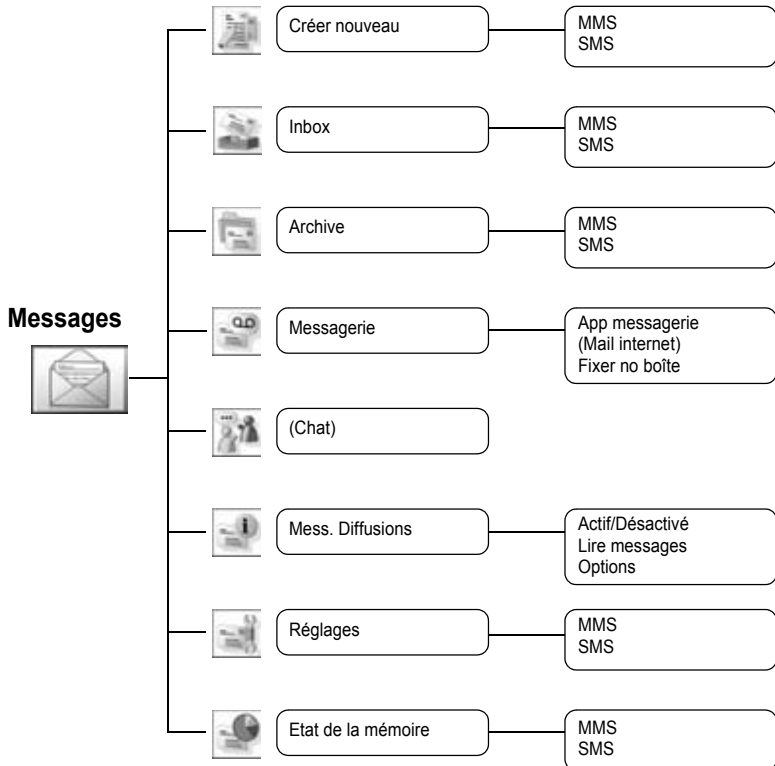 Créer nouveau
MMS
SMS
Inbox
MMS
SMS
Archive
MMS
SMS
Messages
Messagerie
App messagerie
(Mail internet)
Fixer no boîte
(Chat)
Mess. Diffusions
Actif/Désactivé
Lire messages
Options
Réglages
MMS
SMS
Etat de la mémoire
MMS
SMS